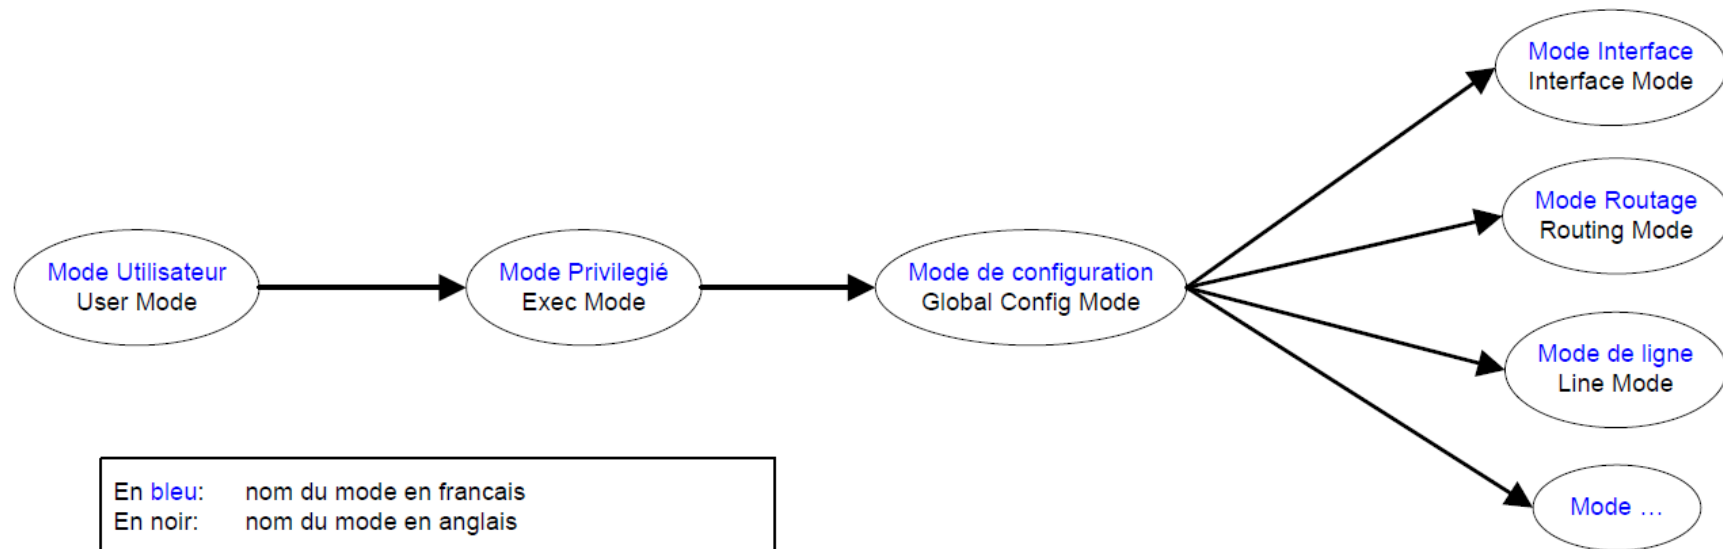 Mode Utilisateur
User Mode
Mode Privilegié
Exec Mode
Mode de configuration
Global Config Mode
Mode Interface
Interface Mode
Mode Routage
Routing Mode
Mode de ligne
Line Mode
Mode ...
En bleu: nom du mode en francais
En noir: nom du mode en anglais